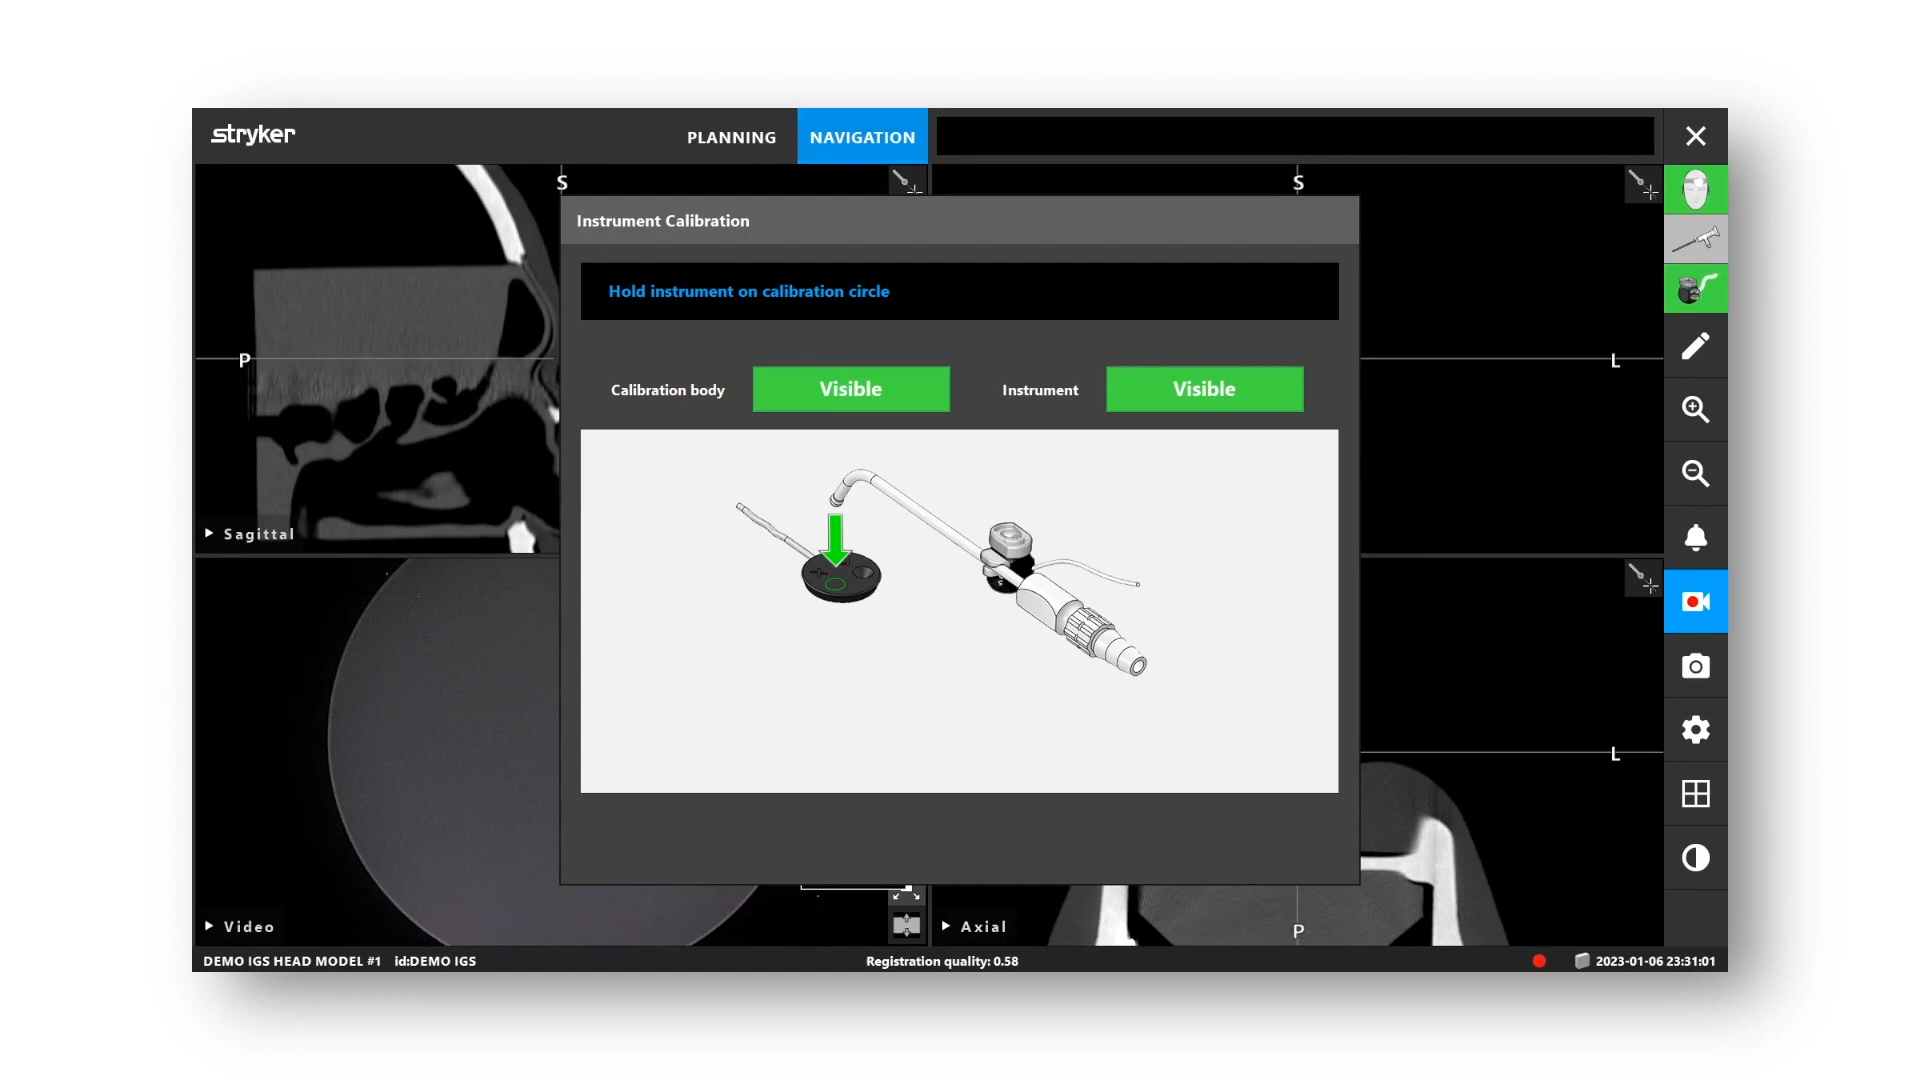 stryker
PLANNING
NAVIGATION
S
S
Instrument Calibration
Hold instrument on calibration circle
P
L
Calibration body
Visible
Instrument
Visible
Sagittal
L
Video
Axial
P
DEMO IGS HEAD MODEL #1 id:DEMO IGS
Registration quality: 0.58
2023-01-06 23:31:01